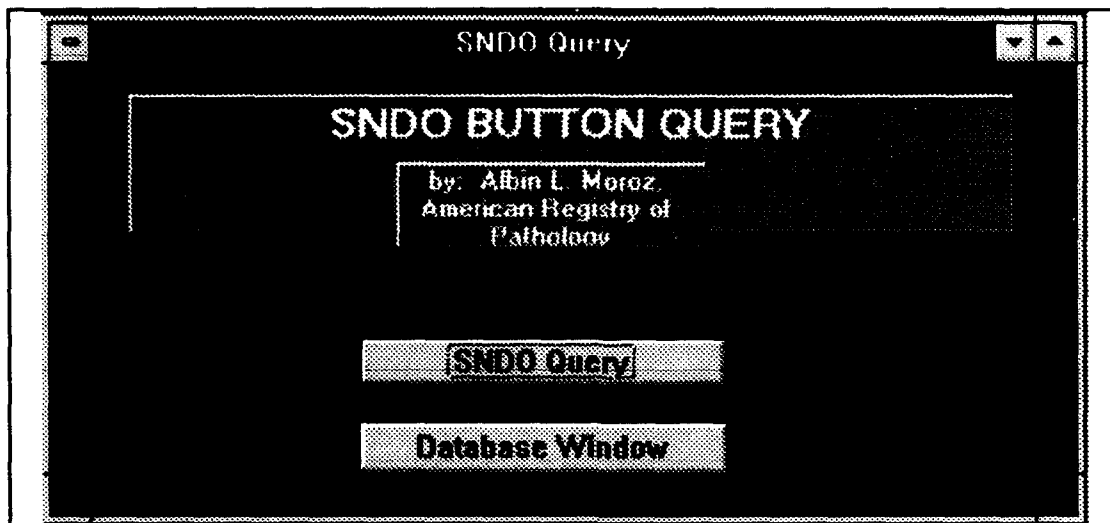 SNDO Query
SNDO BUTTON QUERY
by: Albin L. Moroz,
American Registry of
Pathology
SNDO Query
Database Window